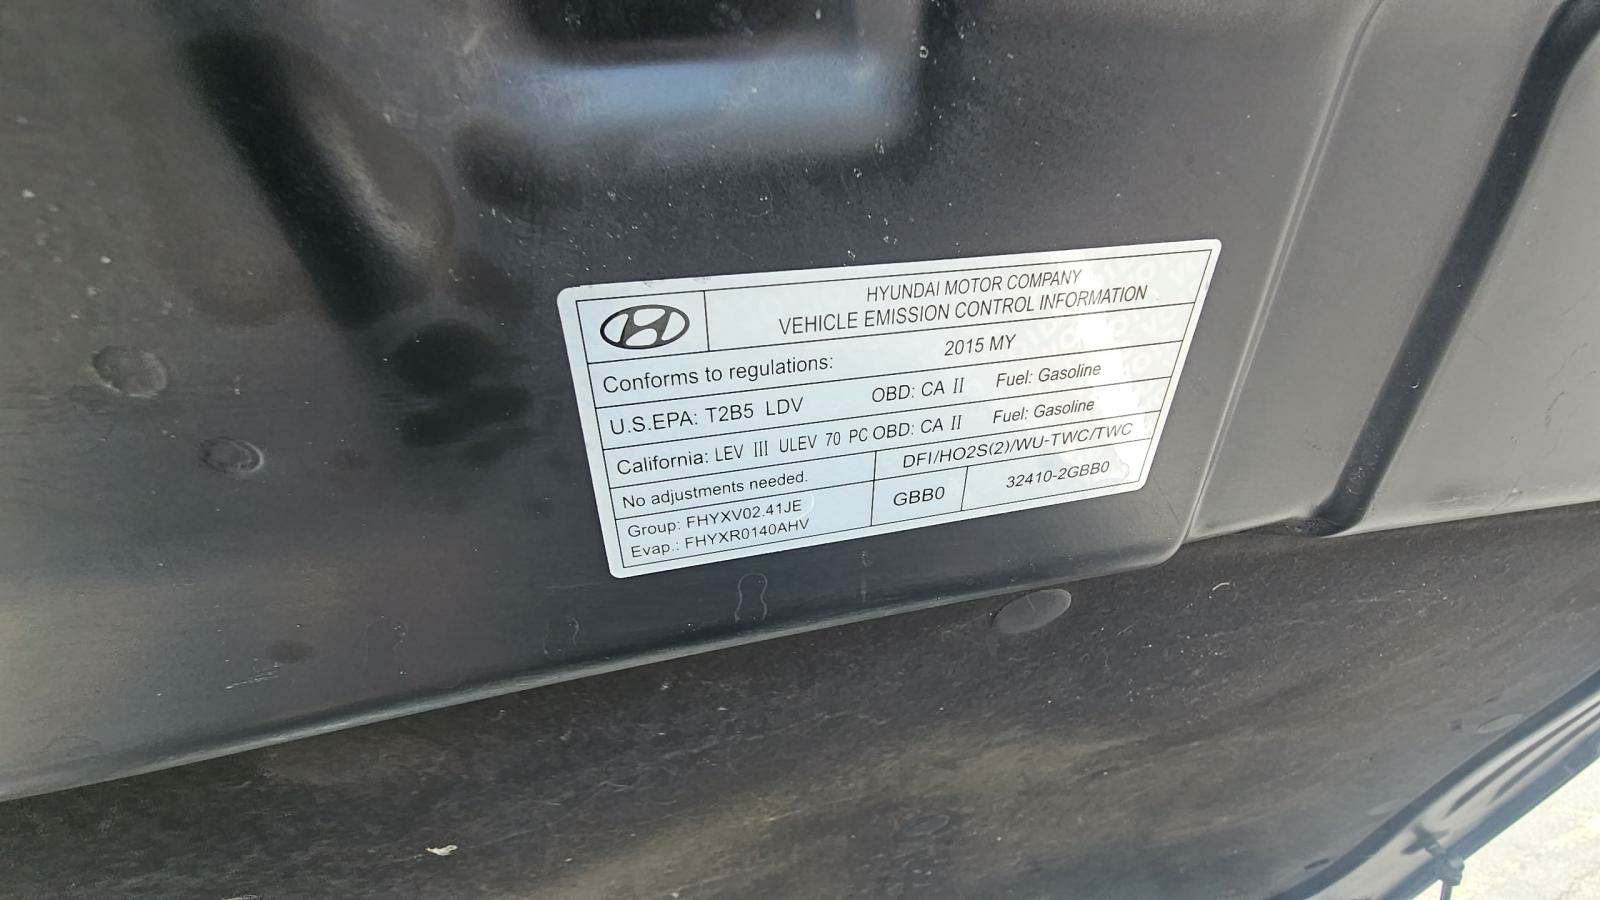 HYUNDAI MOTOR COMPANY
VEHICLE EMISSION CONTROL INFORMATION
Conforms to regulations: 2015 MY
U.S.EPA: T2B5 LDV OBD: CA II Fuel: Gasoline
California: LEV III ULEV 70 PC OBD: CA II Fuel: Gasoline
No adjustments needed. DFI/HO2S(2)/WU-TWC/TWC
Group: FHYXV02.41JE GBB0 32410-2GBB0
Evap.: FHYXR0140AHV